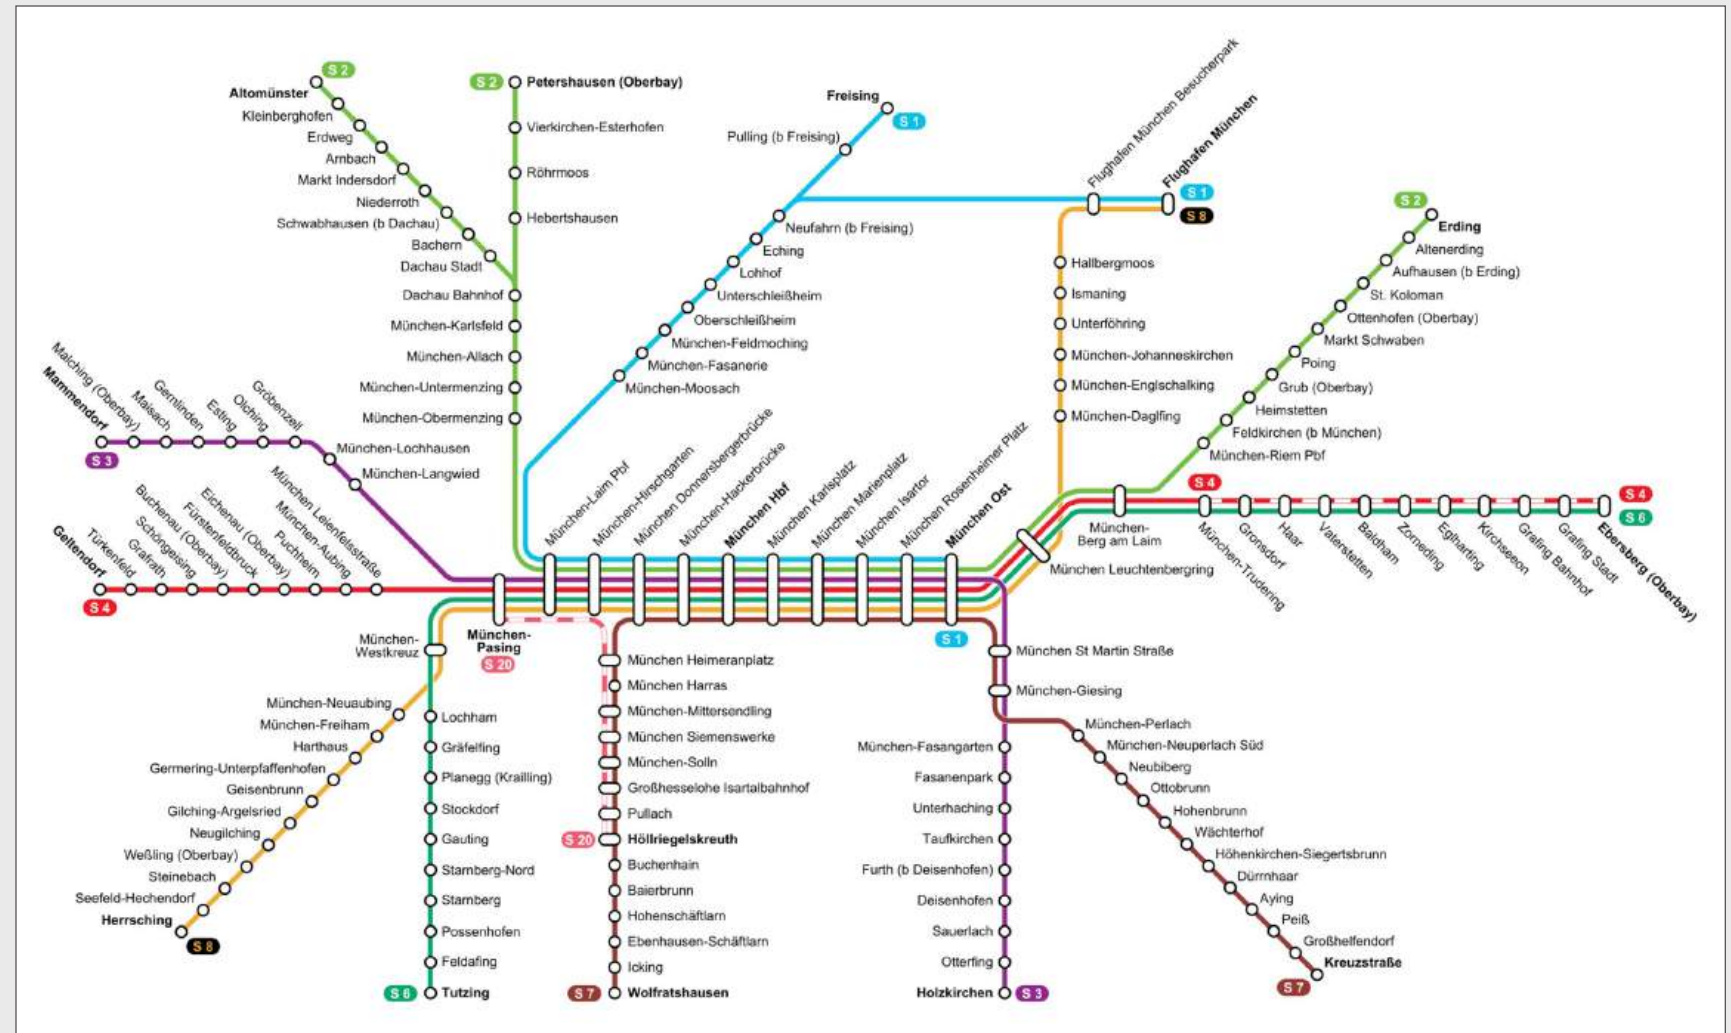 S 2
Altomünster
Kleinberghofen
Erdweg
Arnbach
Markt Indersdorf
Niederroth
Schwabhausen (b Dachau)
Bachern
Dachau Stadt
S 2
Petershausen (Oberbay)
Vierkirchen-Esterhofen
Röhrmoos
Hebertshausen
Dachau Bahnhof
München-Karlsfeld
München-Allach
München-Untermenzing
München-Obermenzing
Freising
S 1
Pulling (b Freising)
Neufahrn (b Freising)
Eching
Lohhof
Unterschleißheim
Oberschleißheim
München-Feldmoching
München-Fasanerie
München-Moosach
Flughafen München Besucherpark
Flughafen München
S 1
S 8
Hallbergmoos
Ismaning
Unterföhring
München-Johanneskirchen
München-Englschalking
München-Daglfing
S 2
Erding
Altenerding
Aufhausen (b Erding)
St. Koloman
Ottenhofen (Oberbay)
Markt Schwaben
Poing
Grub (Oberbay)
Heimstetten
Feldkirchen (b München)
München-Riem Pbf
Mammendorf
S 3
Malching (Oberbay)
Maisach
Gernlinden
Esting
Olching
Gröbenzell
München-Lochhausen
München-Langwied
Geltendorf
S 4
Türkenfeld
Grafrath
Schöngeising
Buchenau (Oberbay)
Fürstenfeldbruck
Eichenau (Oberbay)
Puchheim
München-Aubing
München Leienfelsstraße
München-
Pasing
S 20
München-Laim Pbf
München-Hirschgarten
München Donnersbergerbrücke
München-Hackerbrücke
München Hbf
München Karlsplatz
München Marienplatz
München Isartor
München Rosenheimer Platz
München Ost
S 1
München Leuchtenbergring
München-
Berg am Laim
S 4
München-Trudering
Gronsdorf
Haar
Vaterstetten
Baldham
Zorneding
Eglharting
Kirchseeon
Grafing Bahnhof
Grafing Stadt
Ebersberg (Oberbay)
S 4
S 6
München-
Westkreuz
München-Neuaubing
München-Freiham
Harthaus
Germering-Unterpfaffenhofen
Geisenbrunn
Gilching-Argelsried
Neugilching
Weßling (Oberbay)
Steinebach
Seefeld-Hechendorf
Herrsching
S 8
Lochham
Gräfelfing
Planegg (Krailling)
Stockdorf
Gauting
Starnberg-Nord
Starnberg
Possenhofen
Feldafing
S 6
Tutzing
München Heimeranplatz
München Harras
München-Mittersendling
München Siemenswerke
München-Solln
Großhesselohe Isartalbahnhof
Pullach
S 20
Höllriegelskreuth
Buchenhain
Baierbrunn
Hohenschäftlarn
Ebenhausen-Schäftlarn
Icking
S 7
Wolfratshausen
München St Martin Straße
München-Giesing
München-Fasangarten
Fasanenpark
Unterhaching
Taufkirchen
Furth (b Deisenhofen)
Deisenhofen
Sauerlach
Otterfing
Holzkirchen
S 3
München-Perlach
München-Neuperlach Süd
Neubiberg
Ottobrunn
Hohenbrunn
Wächterhof
Höhenkirchen-Siegertsbrunn
Dürrnhaar
Aying
Peiß
Großhelfendorf
Kreuzstraße
S 7